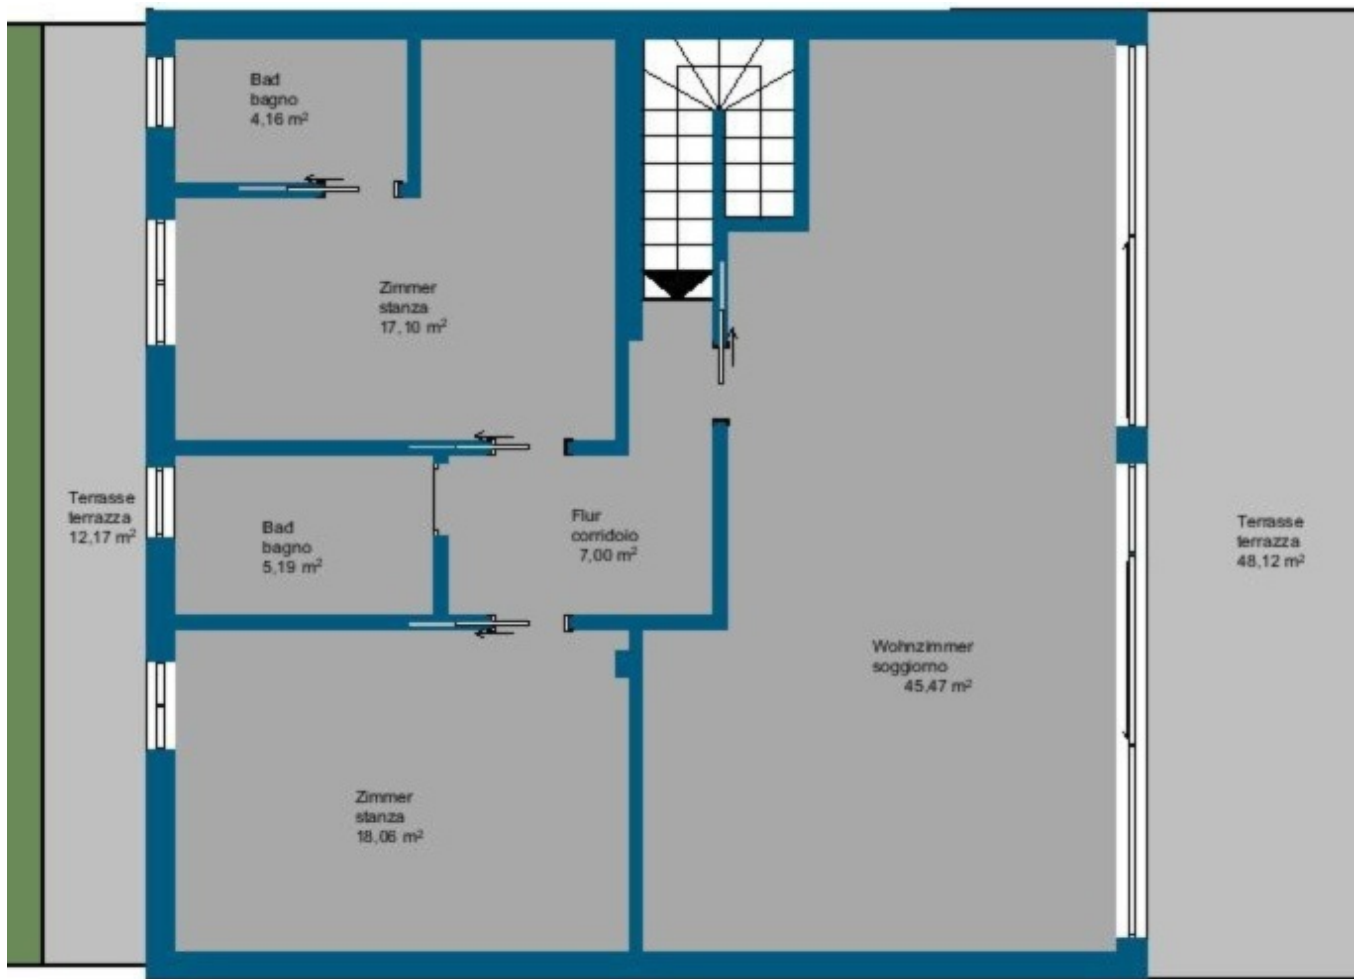 Bad
bagno
4,16 m²
Zimmer
stanza
17,10 m²
Terrasse
terrazza
12,17 m²
Bad
bagno
5,19 m²
Flur
corridoio
7,00 m²
Terrasse
terrazza
48,12 m²
Wohnzimmer
soggiorno
45,47 m²
Zimmer
stanza
18,06 m²